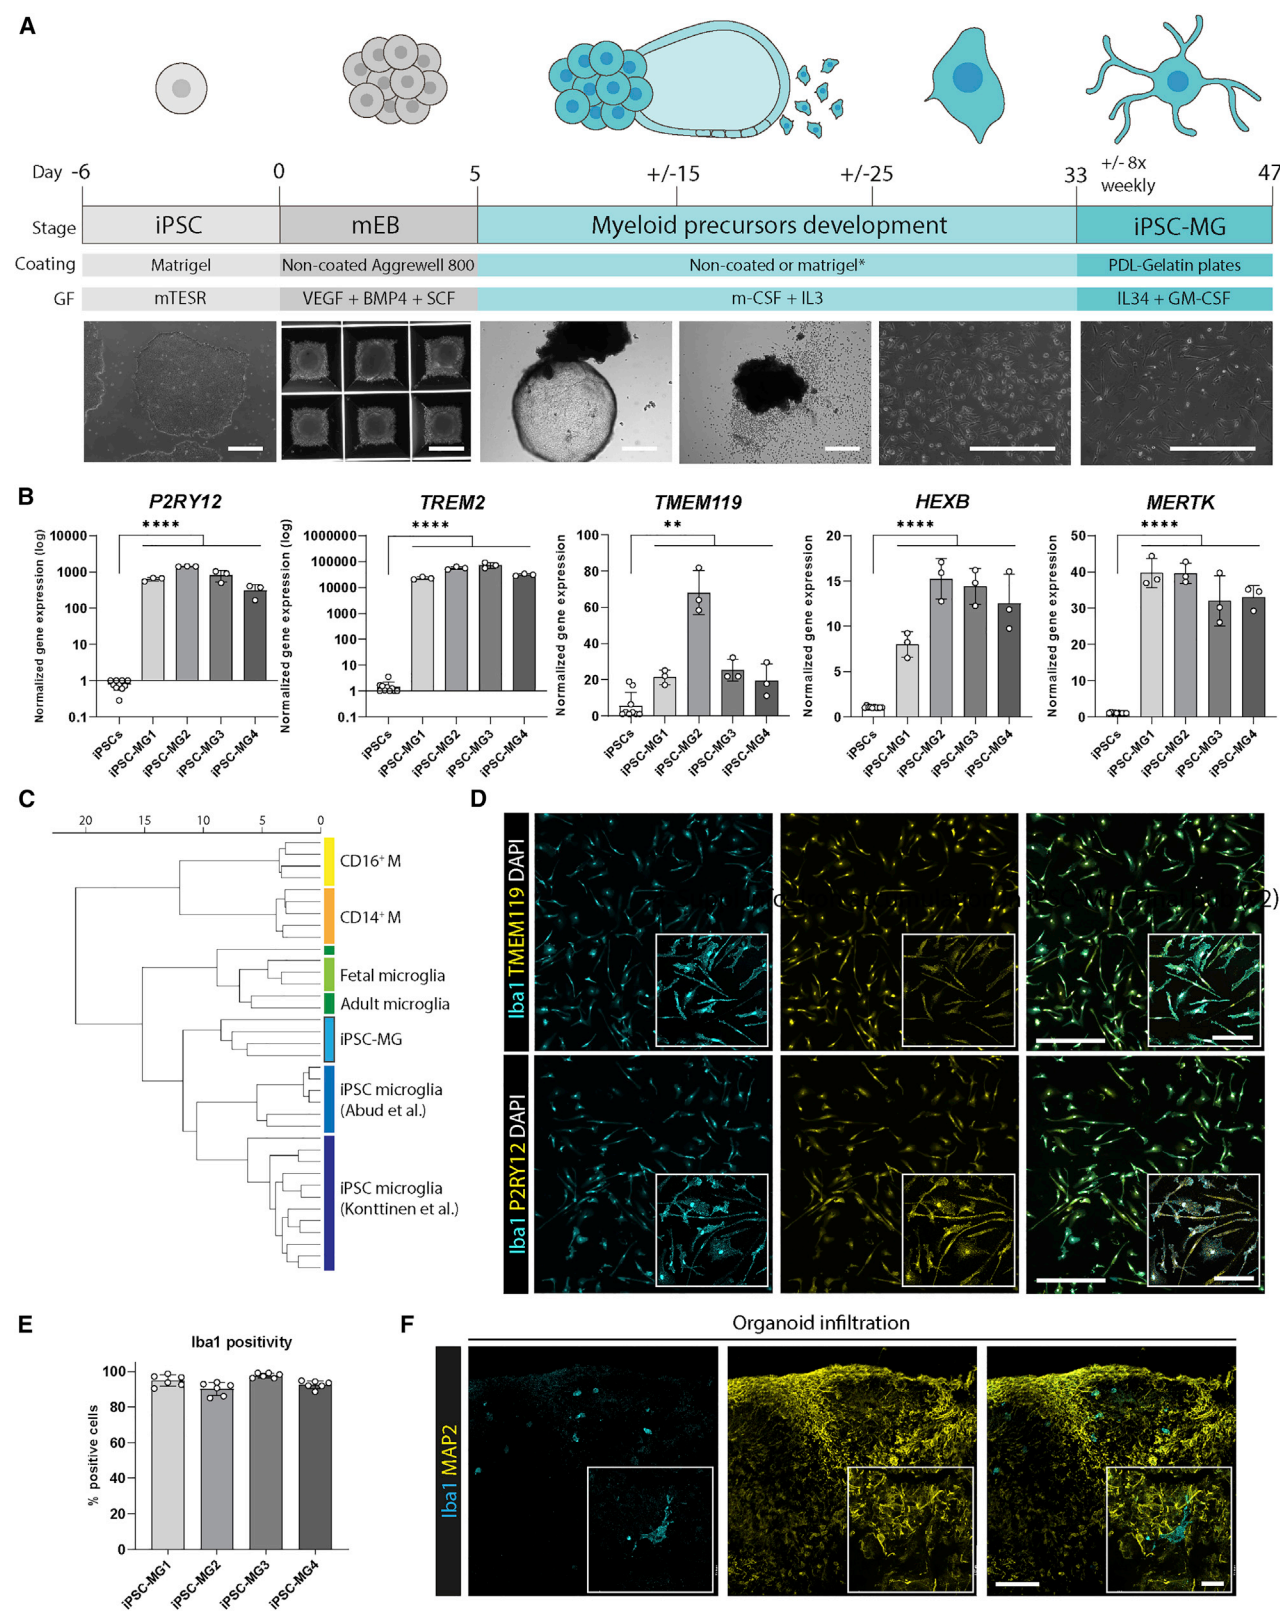 A
Day -6 0 5 +/-15 +/-25 33 +/- 8x weekly 47
Stage iPSC mEB Myeloid precursors development iPSC-MG
Coating Matrigel Non-coated Aggrewell 800 Non-coated or matrigel* PDL-Gelatin plates
GF mTESR VEGF + BMP4 + SCF m-CSF + IL3 IL34 + GM-CSF
B
P2RY12
****
Normalized gene expression (log)
10000
1000
100
10
1
0.1
iPSCs iPSC-MG1 iPSC-MG2 iPSC-MG3 iPSC-MG4
TREM2
****
Normalized gene expression (log)
1000000
100000
10000
1000
100
10
1
0.1
iPSCs iPSC-MG1 iPSC-MG2 iPSC-MG3 iPSC-MG4
TMEM119
**
Normalized gene expression
100
80
60
40
20
0
iPSCs iPSC-MG1 iPSC-MG2 iPSC-MG3 iPSC-MG4
HEXB
****
Normalized gene expression
20
15
10
5
0
iPSCs iPSC-MG1 iPSC-MG2 iPSC-MG3 iPSC-MG4
MERTK
****
Normalized gene expression
50
40
30
20
10
0
iPSCs iPSC-MG1 iPSC-MG2 iPSC-MG3 iPSC-MG4
C
20 15 10 5 0
CD16+ M
CD14+ M
Fetal microglia
Adult microglia
iPSC-MG
iPSC microglia
(Abud et al.)
iPSC microglia
(Konttinen et al.)
D
Iba1 TMEM119 DAPI
2)
Iba1 P2RY12 DAPI
E
Iba1 positivity
% positive cells
100
80
60
40
20
0
iPSC-MG1 iPSC-MG2 iPSC-MG3 iPSC-MG4
F
Organoid infiltration
Iba1 MAP2